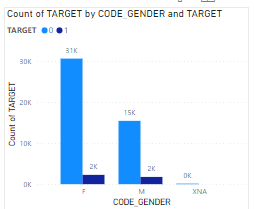 Count of TARGET by CODE_GENDER and TARGET
TARGET 0 1
31K
30K
20K
15K
10K
2K
2K
0K
0K
F
M
XNA
Count of TARGET
CODE_GENDER